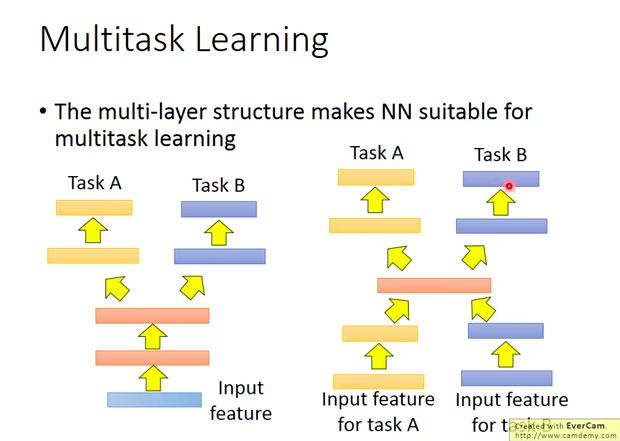 Multitask Learning
• The multi-layer structure makes NN suitable for
multitask learning
Task A
Task B
Input
feature
Task A
Task B
Input feature
for task A
Input feature
for task B
Created with EverCam.
http://www.camdemy.com